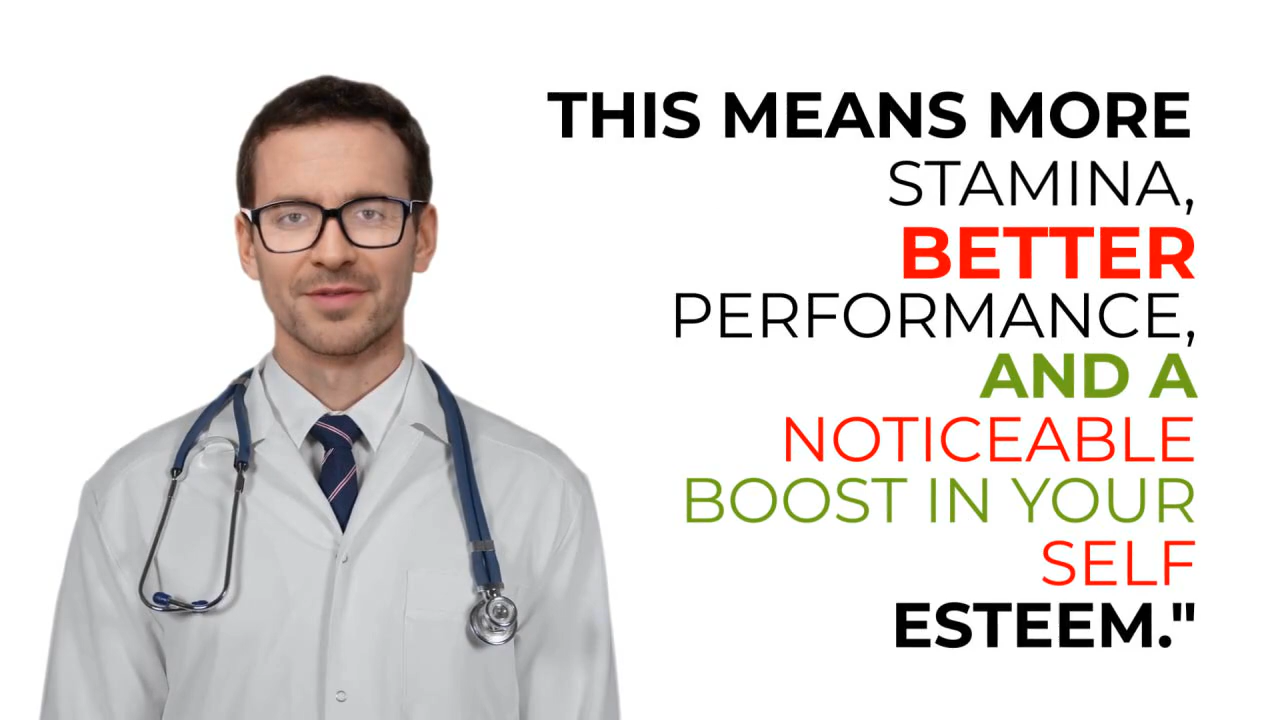 THIS MEANS MORE
STAMINA,
BETTER
PERFORMANCE,
AND A
NOTICEABLE
BOOST IN YOUR
SELF
ESTEEM."